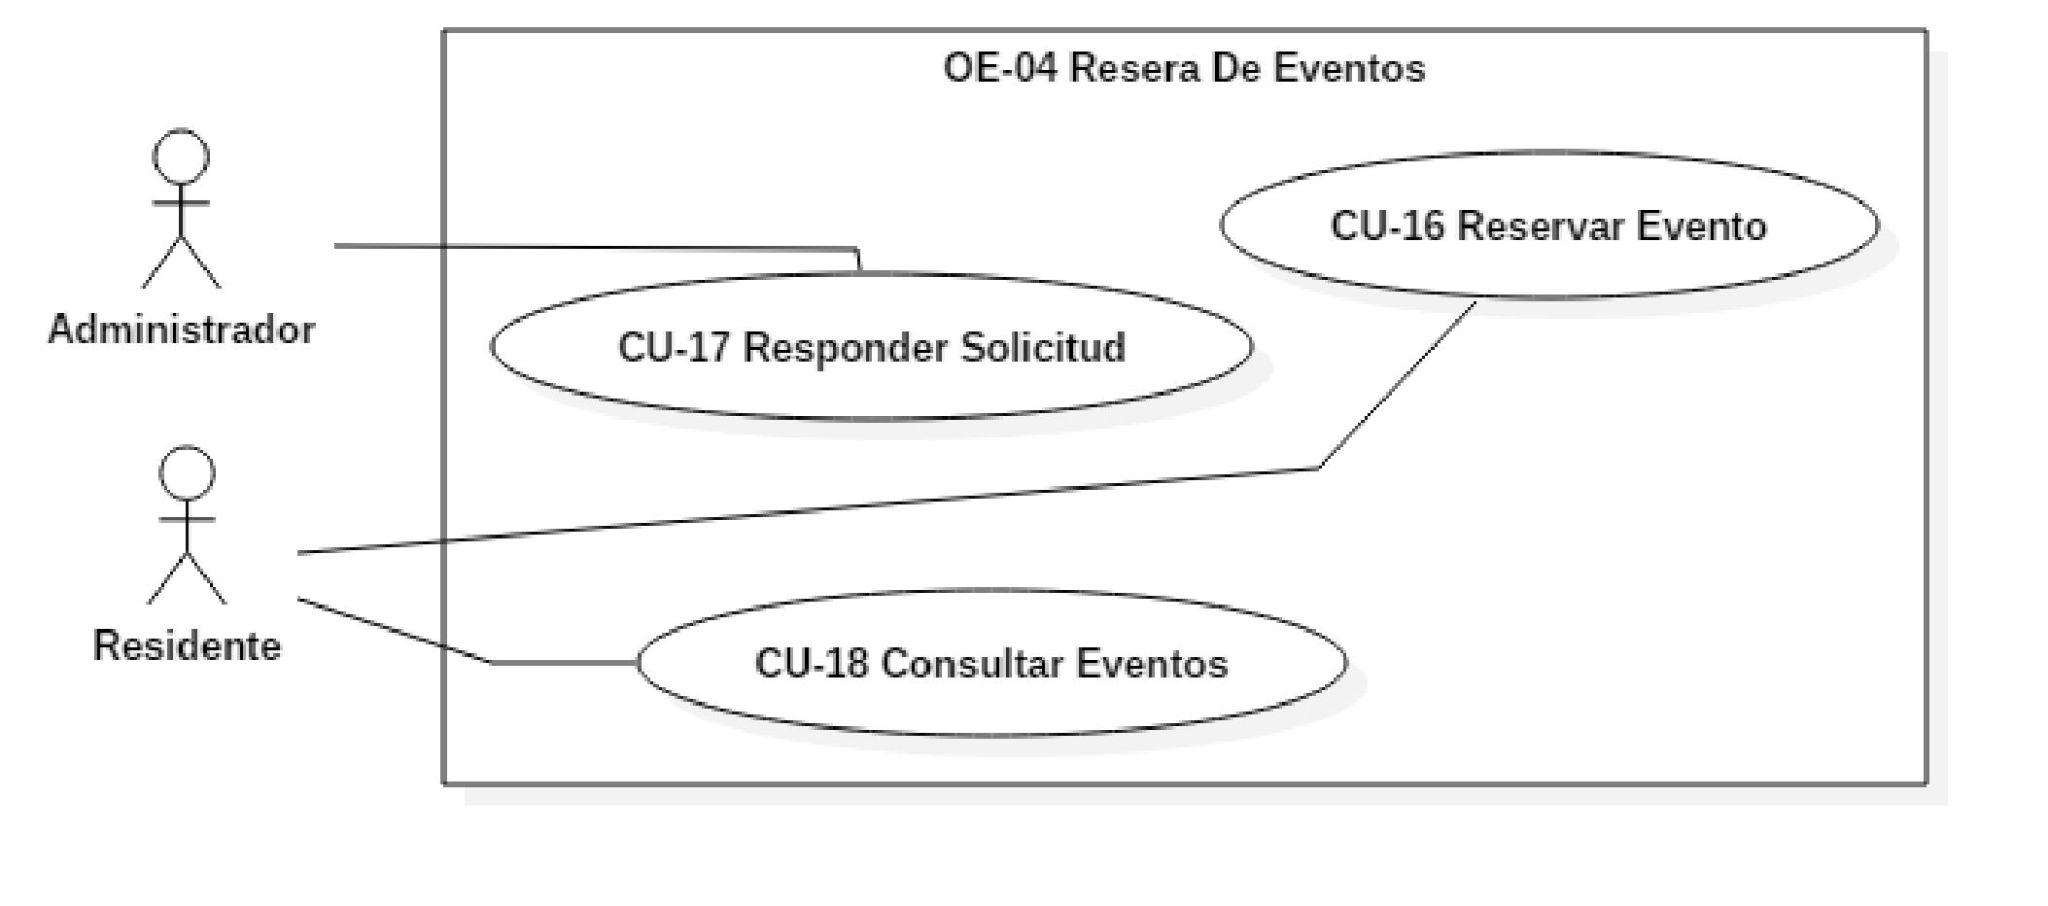 OE-04 Resera De Eventos
CU-16 Reservar Evento
Administrador
CU-17 Responder Solicitud
Residente
CU-18 Consultar Eventos